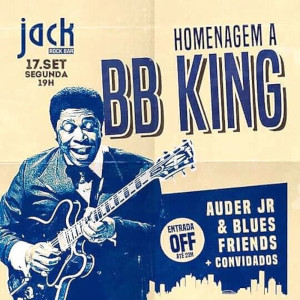 jack
ROCK BAR
17.SET
SEGUNDA
19H
HOMENAGEM A
BB KING
ENTRADA
OFF
ATÉ 22H
AUDER JR
& BLUES
FRIENDS
+ CONVIDADOS